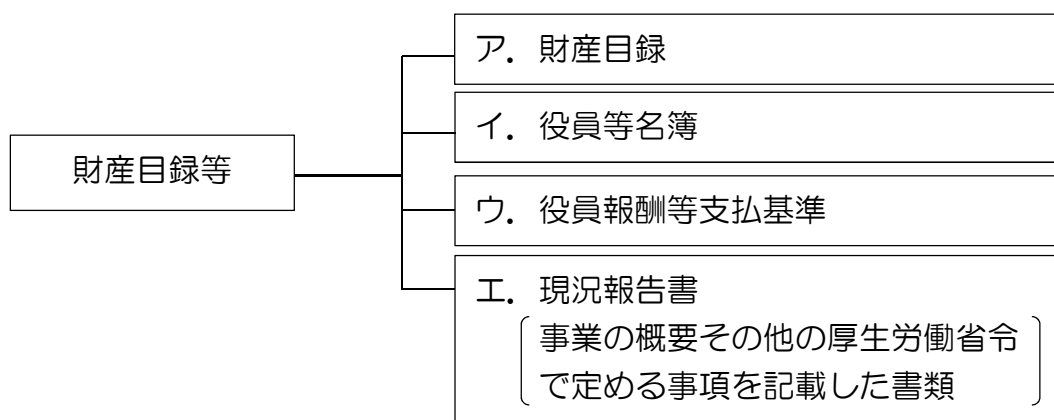 財産目録等
ア．財産目録
イ．役員等名簿
ウ．役員報酬等支払基準
エ．現況報告書
事業の概要その他の厚生労働省令
で定める事項を記載した書類